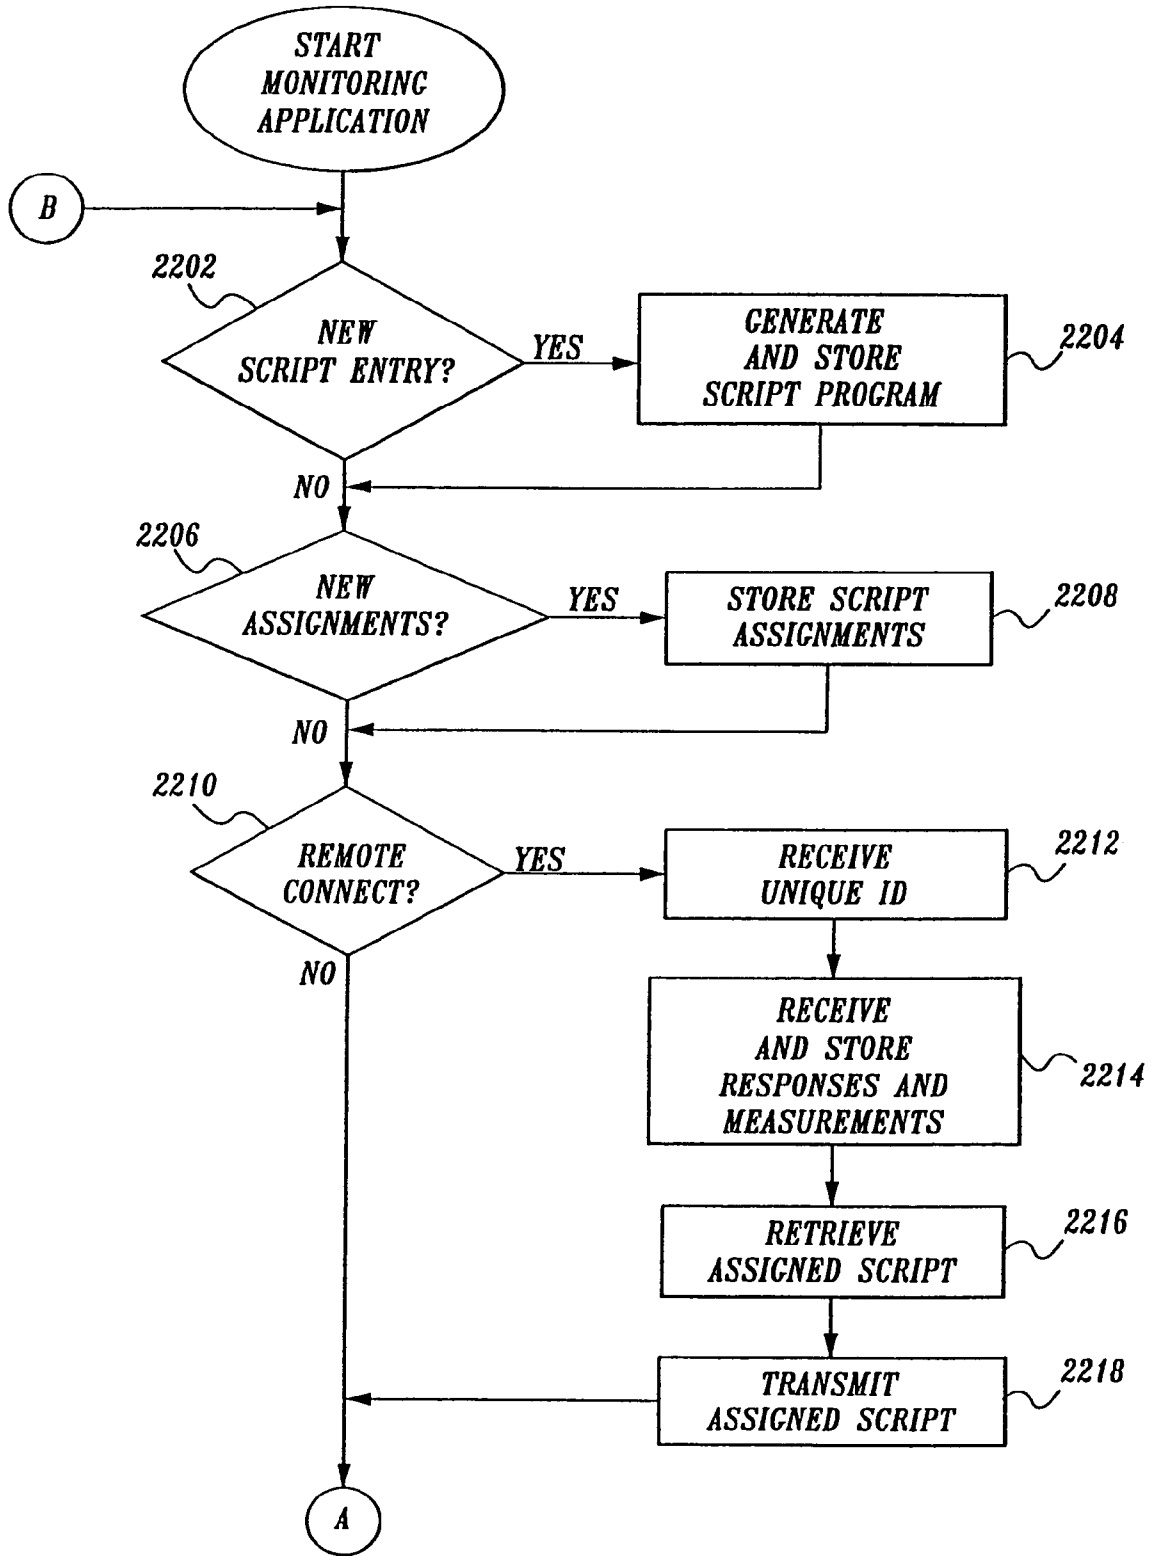 START
MONITORING
APPLICATION
B
2202
NEW
SCRIPT ENTRY?
YES
GENERATE
AND STORE
SCRIPT PROGRAM
2204
NO
2206
NEW
ASSIGNMENTS?
YES
STORE SCRIPT
ASSIGNMENTS
2208
NO
2210
REMOTE
CONNECT?
YES
RECEIVE
UNIQUE ID
2212
NO
RECEIVE
AND STORE
RESPONSES AND
MEASUREMENTS
2214
RETRIEVE
ASSIGNED SCRIPT
2216
TRANSMIT
ASSIGNED SCRIPT
2218
A